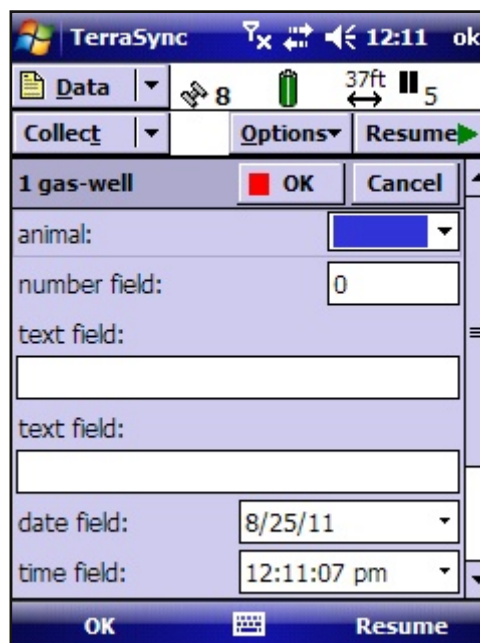 TerraSync 12:11 ok
Data 8 37ft 5
Collect Options Resume
1 gas-well OK Cancel
animal:
number field: 0
text field:
text field:
date field: 8/25/11
time field: 12:11:07 pm
OK Resume